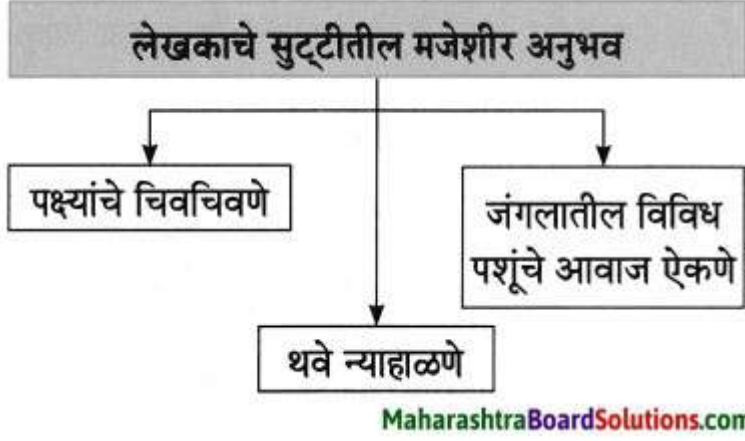 लेखकाचे सुट्टीतील मजेशीर अनुभव
पक्ष्यांचे चिवचिवणे
जंगलातील विविध
पशूंचे आवाज ऐकणे
थवे न्याहाळणे
MaharashtraBoardSolutions.com